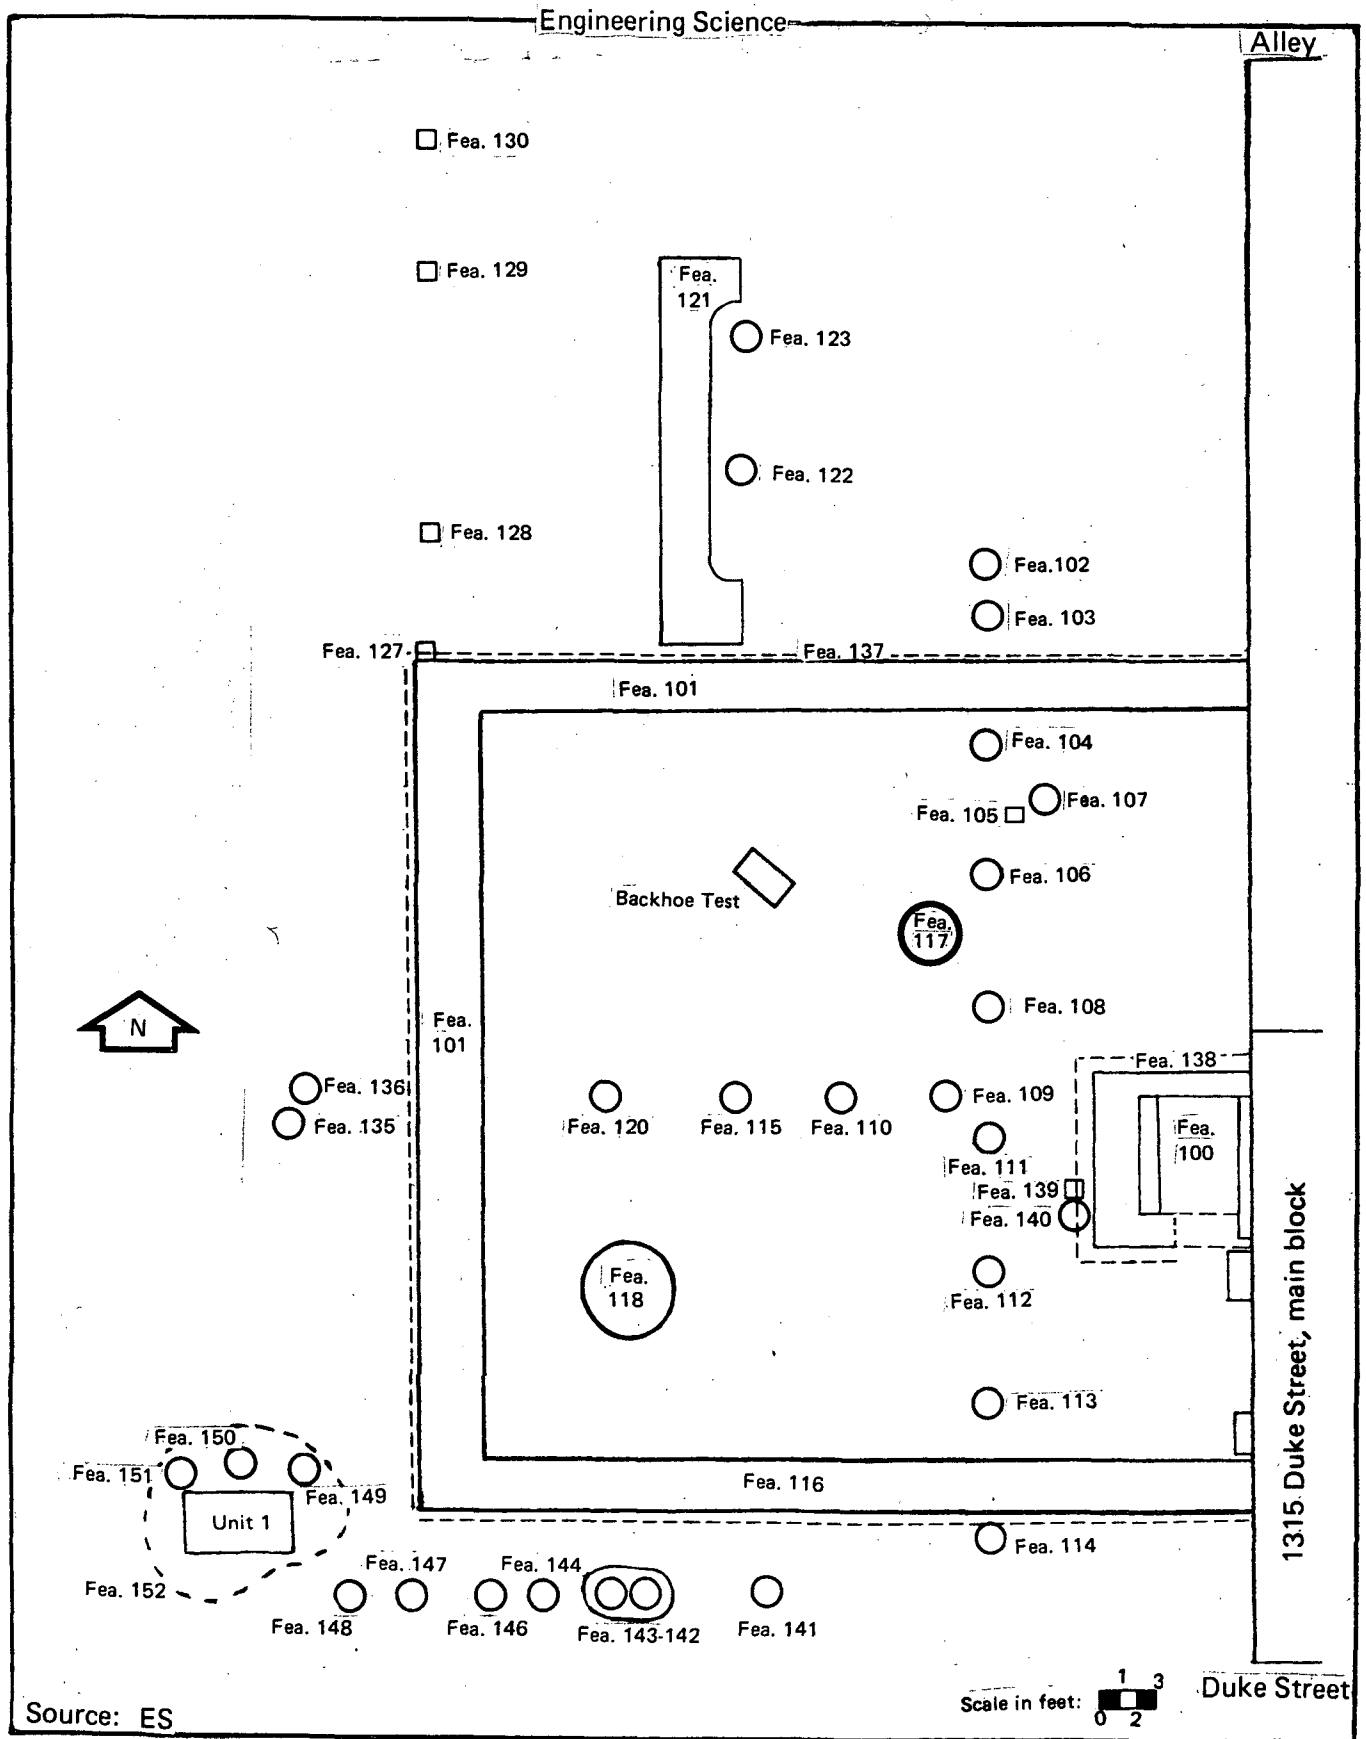 Engineering Science
Alley
Fea. 130
Fea. 129
Fea.
121
Fea. 123
Fea. 122
Fea. 128
Fea.102
Fea. 103
Fea. 127
Fea. 137
Fea. 101
Fea. 104
Fea. 107
Fea. 105
Fea. 106
Backhoe Test
Fea.
117
N
Fea.
101
Fea. 108
Fea. 138
Fea. 136
Fea. 135
Fea. 120
Fea. 115
Fea. 110
Fea. 109
Fea.
100
Fea. 111
Fea. 139
Fea. 140
Fea.
118
Fea. 112
Fea. 113
1315 Duke Street, main block
Fea. 150
Fea. 151
Fea. 149
Fea. 116
Unit 1
Fea. 114
Fea. 147
Fea. 144
Fea. 152
Fea. 148
Fea. 146
Fea. 143-142
Fea. 141
Scale in feet:
1 3
0 2
Duke Street
Source: ES